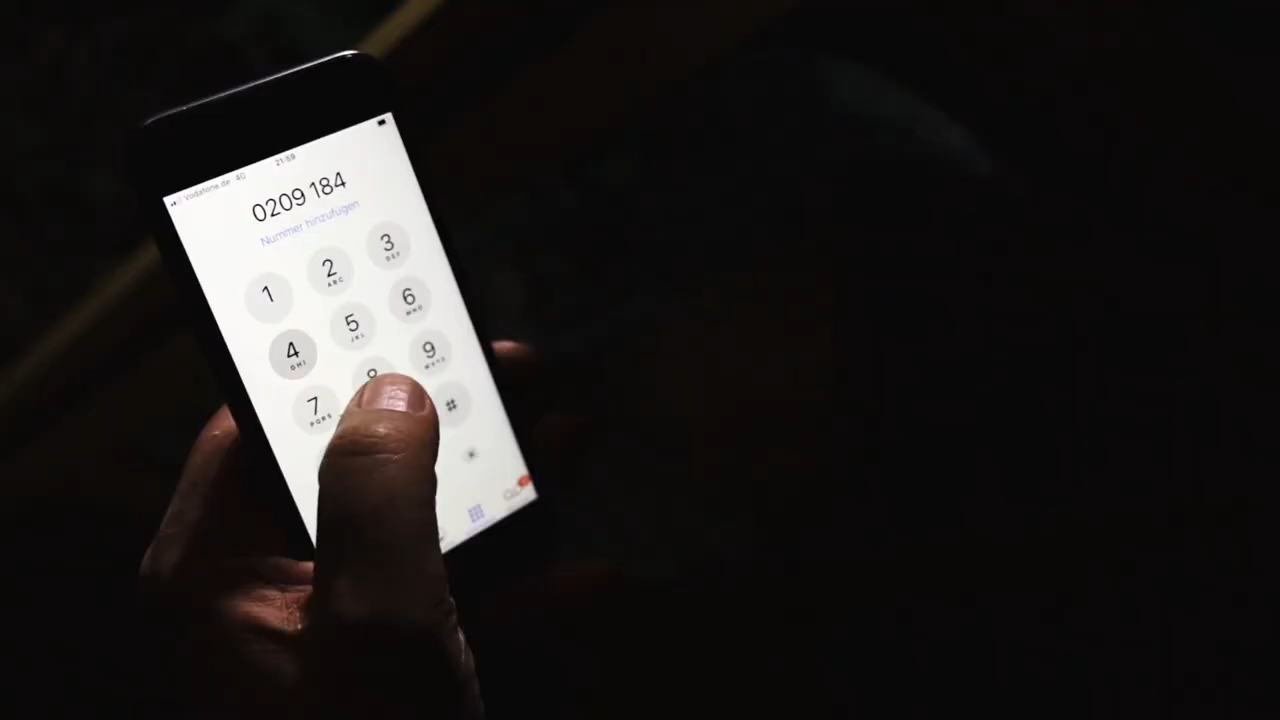 Vodafone.de 4G 21:59
0209 184
Nummer hinzufügen
1 2 3
ABC DEF
4 5 6
GHI JKL MNO
7 8 9
PQRS WXYZ
#